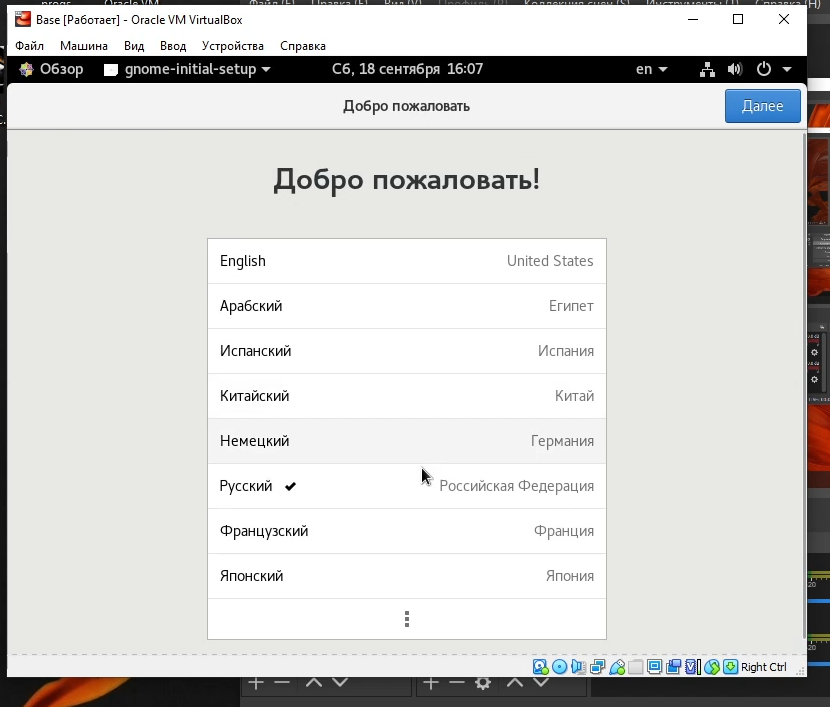 Base [Работает] - Oracle VM VirtualBox
Файл Машина Вид Ввод Устройства Справка
Обзор gnome-initial-setup Сб, 18 сентября 16:07 en
Добро пожаловать Далее
Добро пожаловать!
English United States
Арабский Египет
Испанский Испания
Китайский Китай
Немецкий Германия
Русский Российская Федерация
Французский Франция
Японский Япония
Right Ctrl